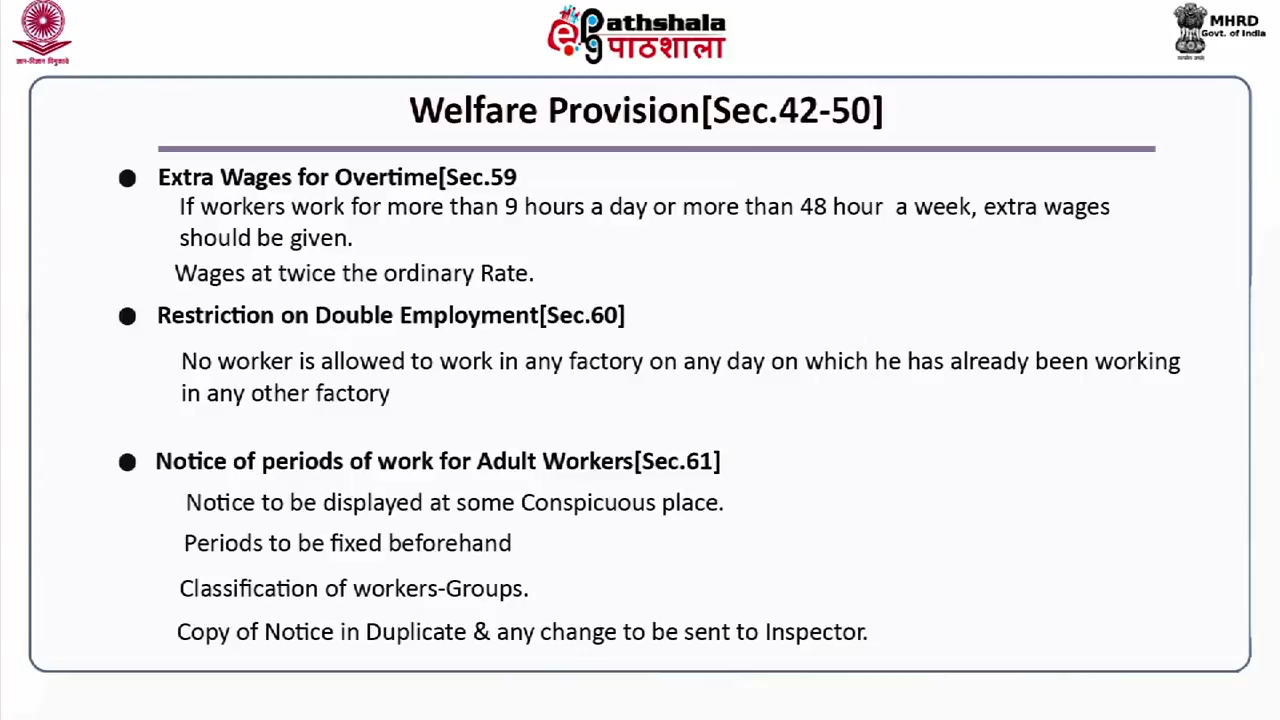 ज्ञान-विज्ञान विमुक्तये
ePathshala
पाठशाला
MHRD
Govt. of India
सत्यमेव जयते
Welfare Provision[Sec.42-50]
● Extra Wages for Overtime[Sec.59
If workers work for more than 9 hours a day or more than 48 hour a week, extra wages
should be given.
Wages at twice the ordinary Rate.
● Restriction on Double Employment[Sec.60]
No worker is allowed to work in any factory on any day on which he has already been working
in any other factory
● Notice of periods of work for Adult Workers[Sec.61]
Notice to be displayed at some Conspicuous place.
Periods to be fixed beforehand
Classification of workers-Groups.
Copy of Notice in Duplicate & any change to be sent to Inspector.